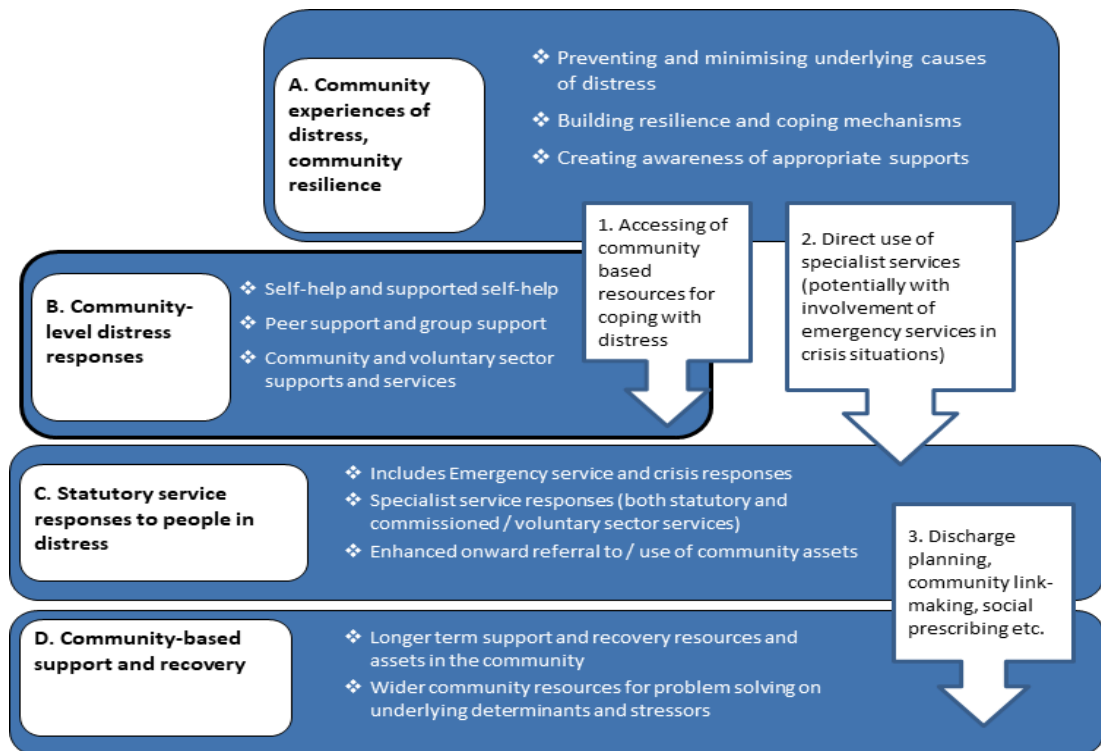 A. Community
experiences of
distress,
community
resilience
❖ Preventing and minimising underlying causes
of distress
❖ Building resilience and coping mechanisms
❖ Creating awareness of appropriate supports
1. Accessing of
community
based
resources for
coping with
distress
2. Direct use of
specialist services
(potentially with
involvement of
emergency services in
crisis situations)
B. Community-
level distress
responses
❖ Self-help and supported self-help
❖ Peer support and group support
❖ Community and voluntary sector
supports and services
C. Statutory service
responses to people in
distress
❖ Includes Emergency service and crisis responses
❖ Specialist service responses (both statutory and
commissioned / voluntary sector services)
❖ Enhanced onward referral to / use of community assets
3. Discharge
planning,
community link-
making, social
prescribing etc.
D. Community-based
support and recovery
❖ Longer term support and recovery resources and
assets in the community
❖ Wider community resources for problem solving on
underlying determinants and stressors